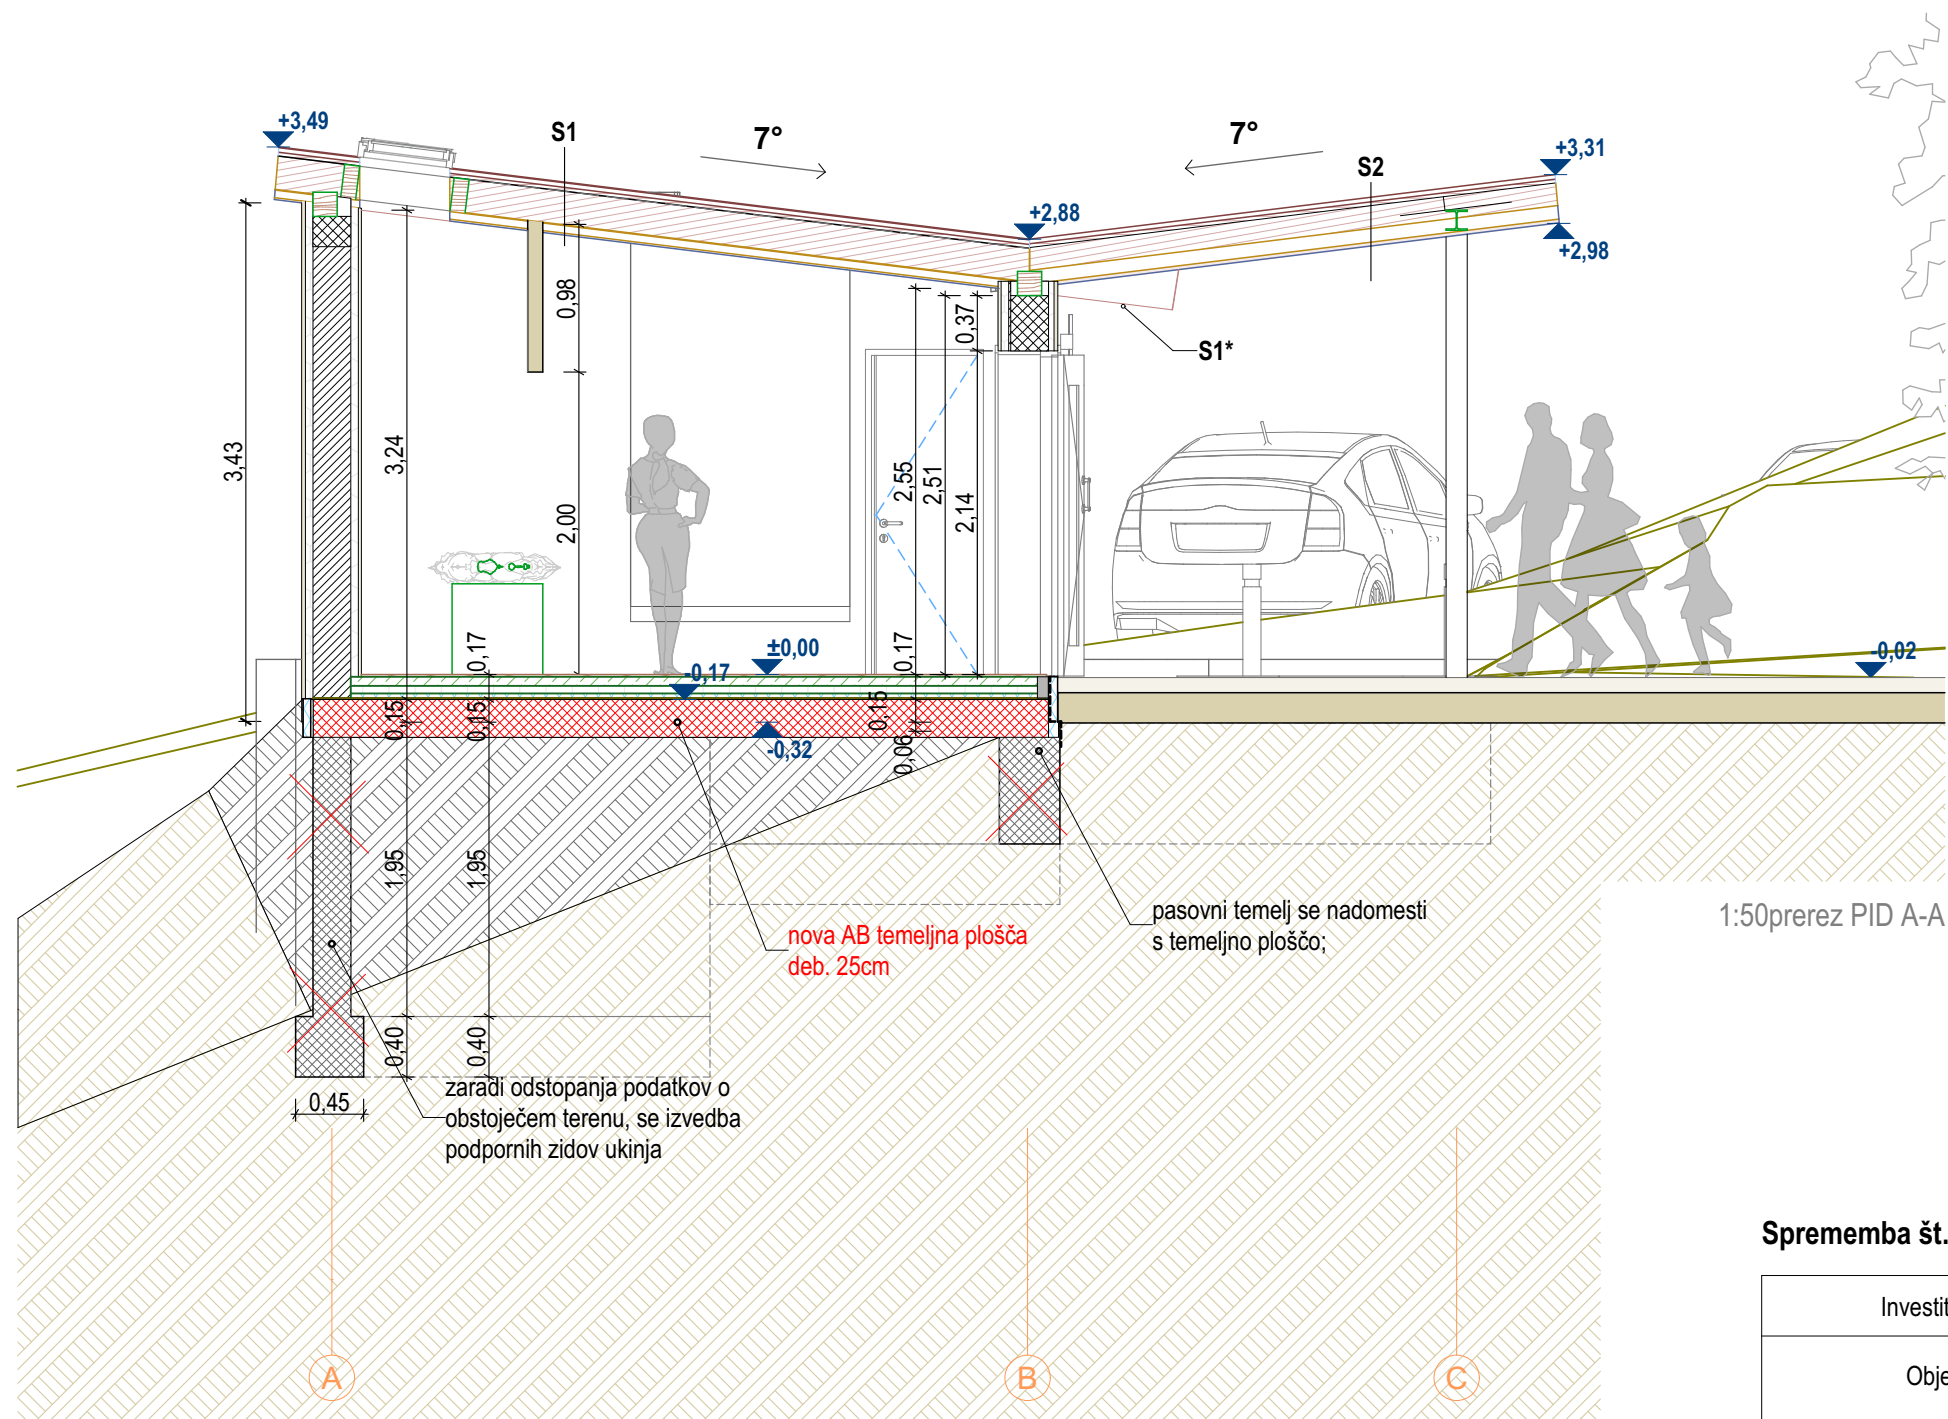 +3,49
S1
7°
7°
S2
+3,31
+2,88
+2,98
0,98
0,37
S1*
3,43
3,24
2,00
2,55
2,51
2,14
0,17
±0,00
-0,17
0,17
-0,02
0,15
0,15
0,15
-0,32
0,06
1,95
1,95
nova AB temeljna plošča
deb. 25cm
pasovni temelj se nadomesti
s temeljno ploščo;
1:50prerez PID A-A
0,40
0,40
0,45
zaradi odstopanja podatkov o
obstoječem terenu, se izvedba
podpornih zidov ukinja
Sprememba št.
A
B
C